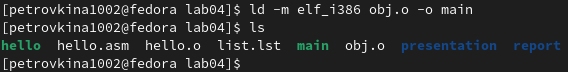 [petrovkina1002@fedora lab04]$ ld -m elf_i386 obj.o -o main
[petrovkina1002@fedora lab04]$ ls
hello hello.asm hello.o list.lst main obj.o presentation report
[petrovkina1002@fedora lab04]$